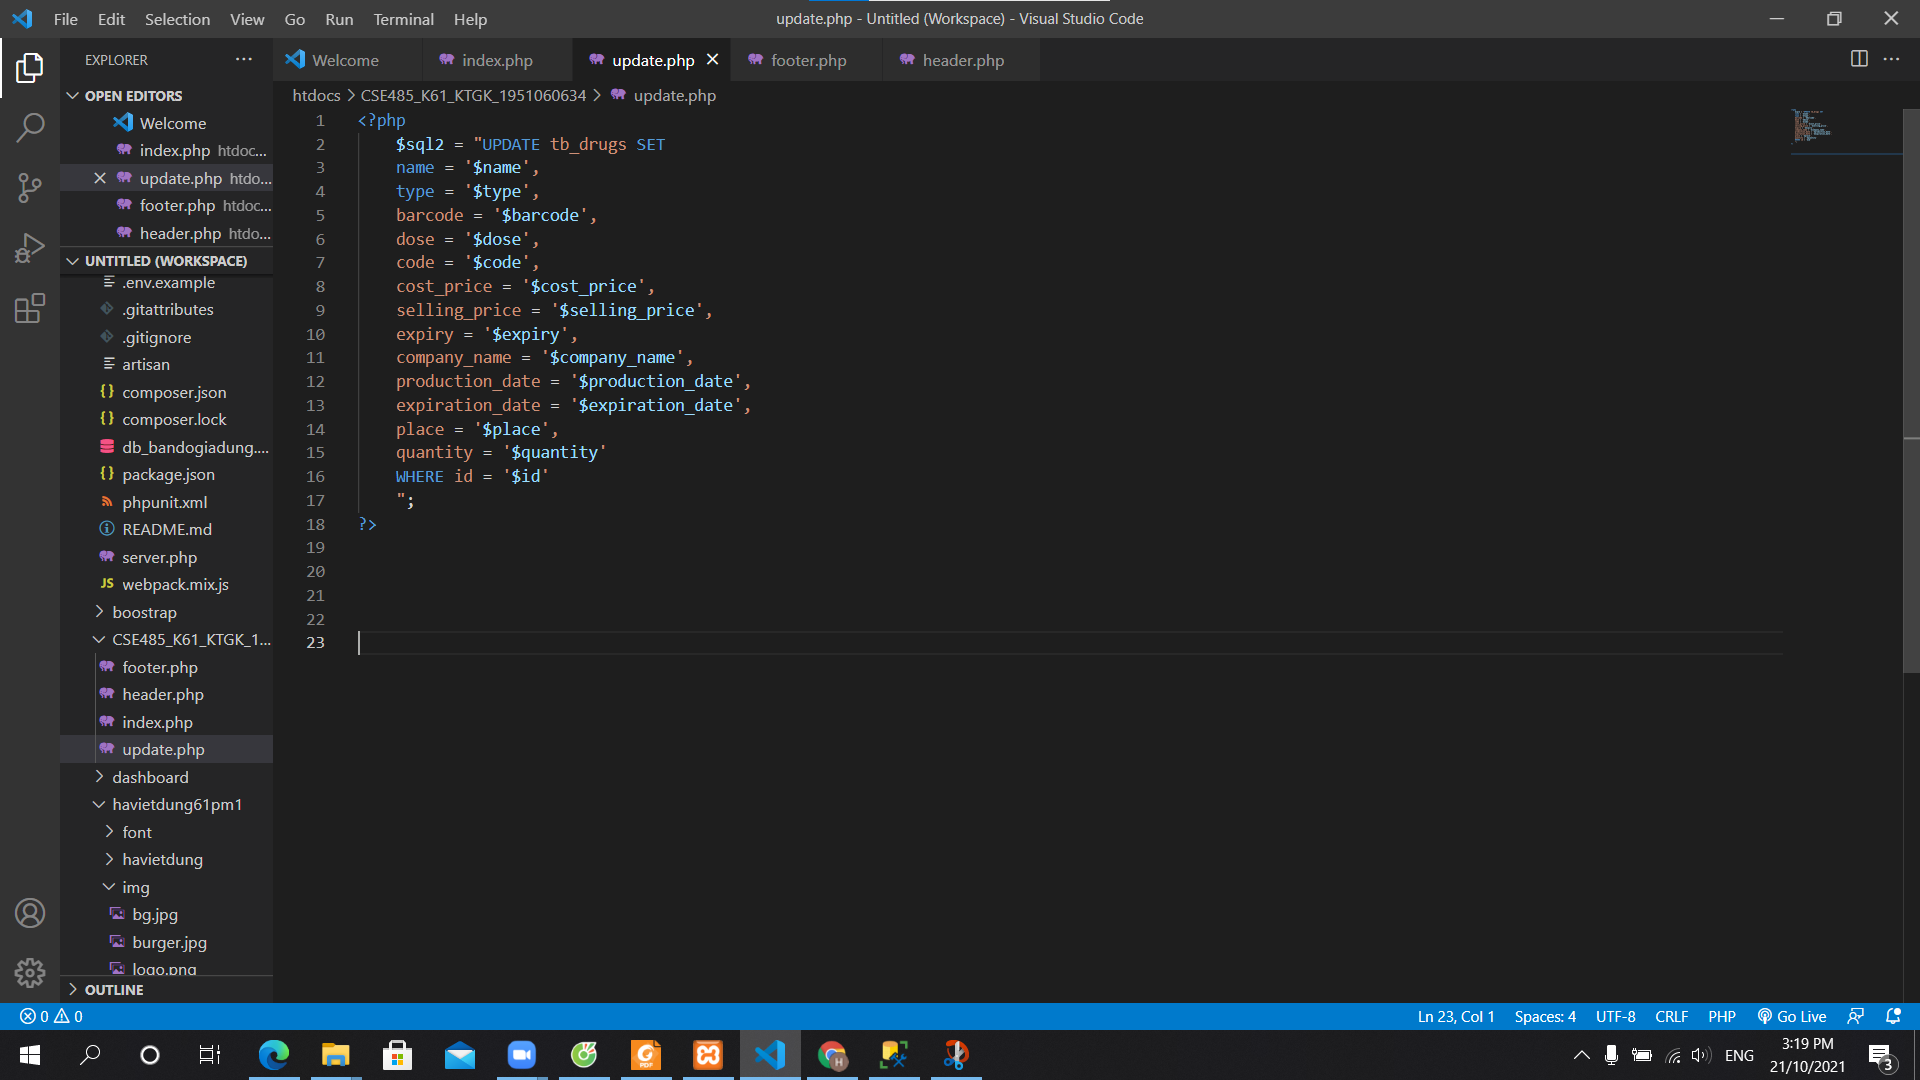 File Edit Selection View Go Run Terminal Help
update.php - Untitled (Workspace) - Visual Studio Code
EXPLORER
Welcome
index.php
update.php
footer.php
header.php
OPEN EDITORS
Welcome
index.php htdoc...
update.php htdo...
footer.php htdoc...
header.php htdo...
UNTITLED (WORKSPACE)
.env.example
.gitattributes
.gitignore
artisan
composer.json
composer.lock
db_bandogiadung....
package.json
phpunit.xml
README.md
server.php
JS webpack.mix.js
boostrap
CSE485_K61_KTGK_1...
footer.php
header.php
index.php
update.php
dashboard
havietdung61pm1
font
havietdung
img
bg.jpg
burger.jpg
logo.png
OUTLINE
htdocs > CSE485_K61_KTGK_1951060634 > update.php
1 <?php
2 $sql2 = "UPDATE tb_drugs SET
3 name = '$name',
4 type = '$type',
5 barcode = '$barcode',
6 dose = '$dose',
7 code = '$code',
8 cost_price = '$cost_price',
9 selling_price = '$selling_price',
10 expiry = '$expiry',
11 company_name = '$company_name',
12 production_date = '$production_date',
13 expiration_date = '$expiration_date',
14 place = '$place',
15 quantity = '$quantity'
16 WHERE id = '$id'
17 ";
18 ?>
19
20
21
22
23
0 0
Ln 23, Col 1 Spaces: 4 UTF-8 CRLF PHP Go Live
PDF
H
ENG
3:19 PM
21/10/2021
3